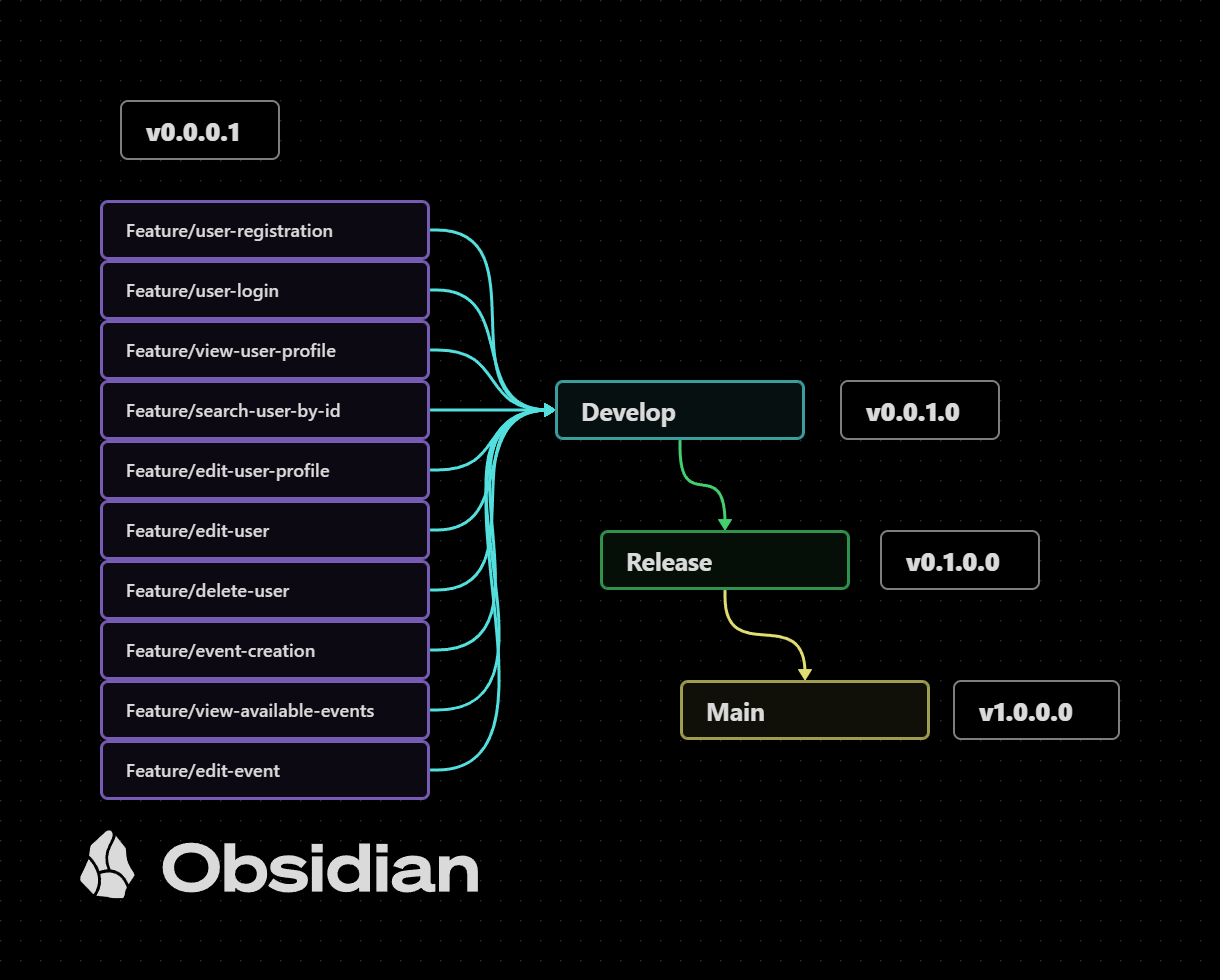 v0.0.0.1
Feature/user-registration
Feature/user-login
Feature/view-user-profile
Feature/search-user-by-id
Feature/edit-user-profile
Feature/edit-user
Feature/delete-user
Feature/event-creation
Feature/view-available-events
Feature/edit-event
Develop
v0.0.1.0
Release
v0.1.0.0
Main
v1.0.0.0
Obsidian